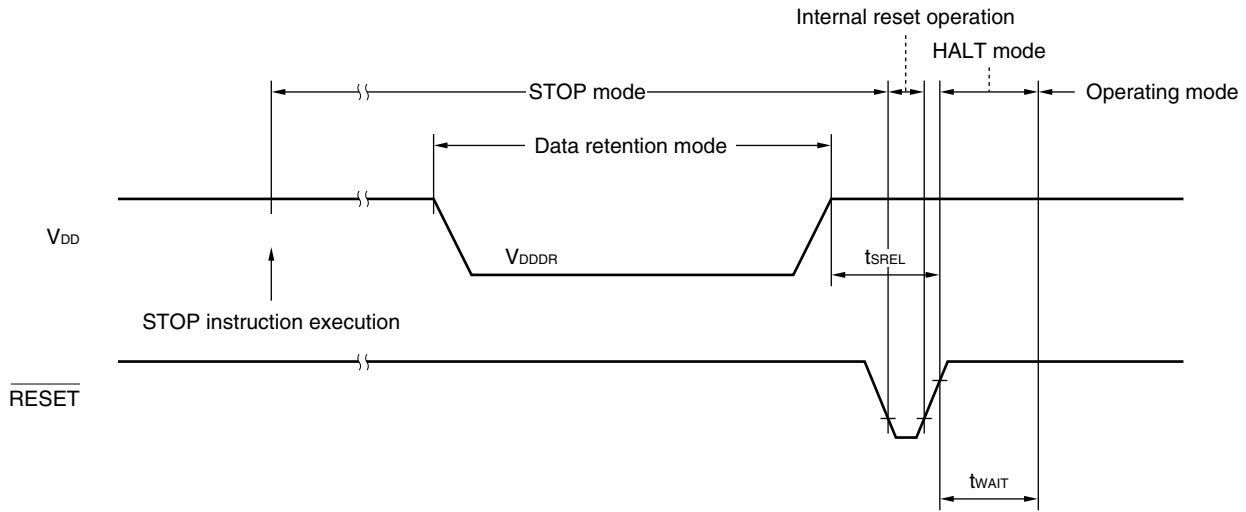 Internal reset operation
HALT mode
STOP mode
Operating mode
Data retention mode
VDD
VDDDR
tSREL
STOP instruction execution
RESET
tWAIT